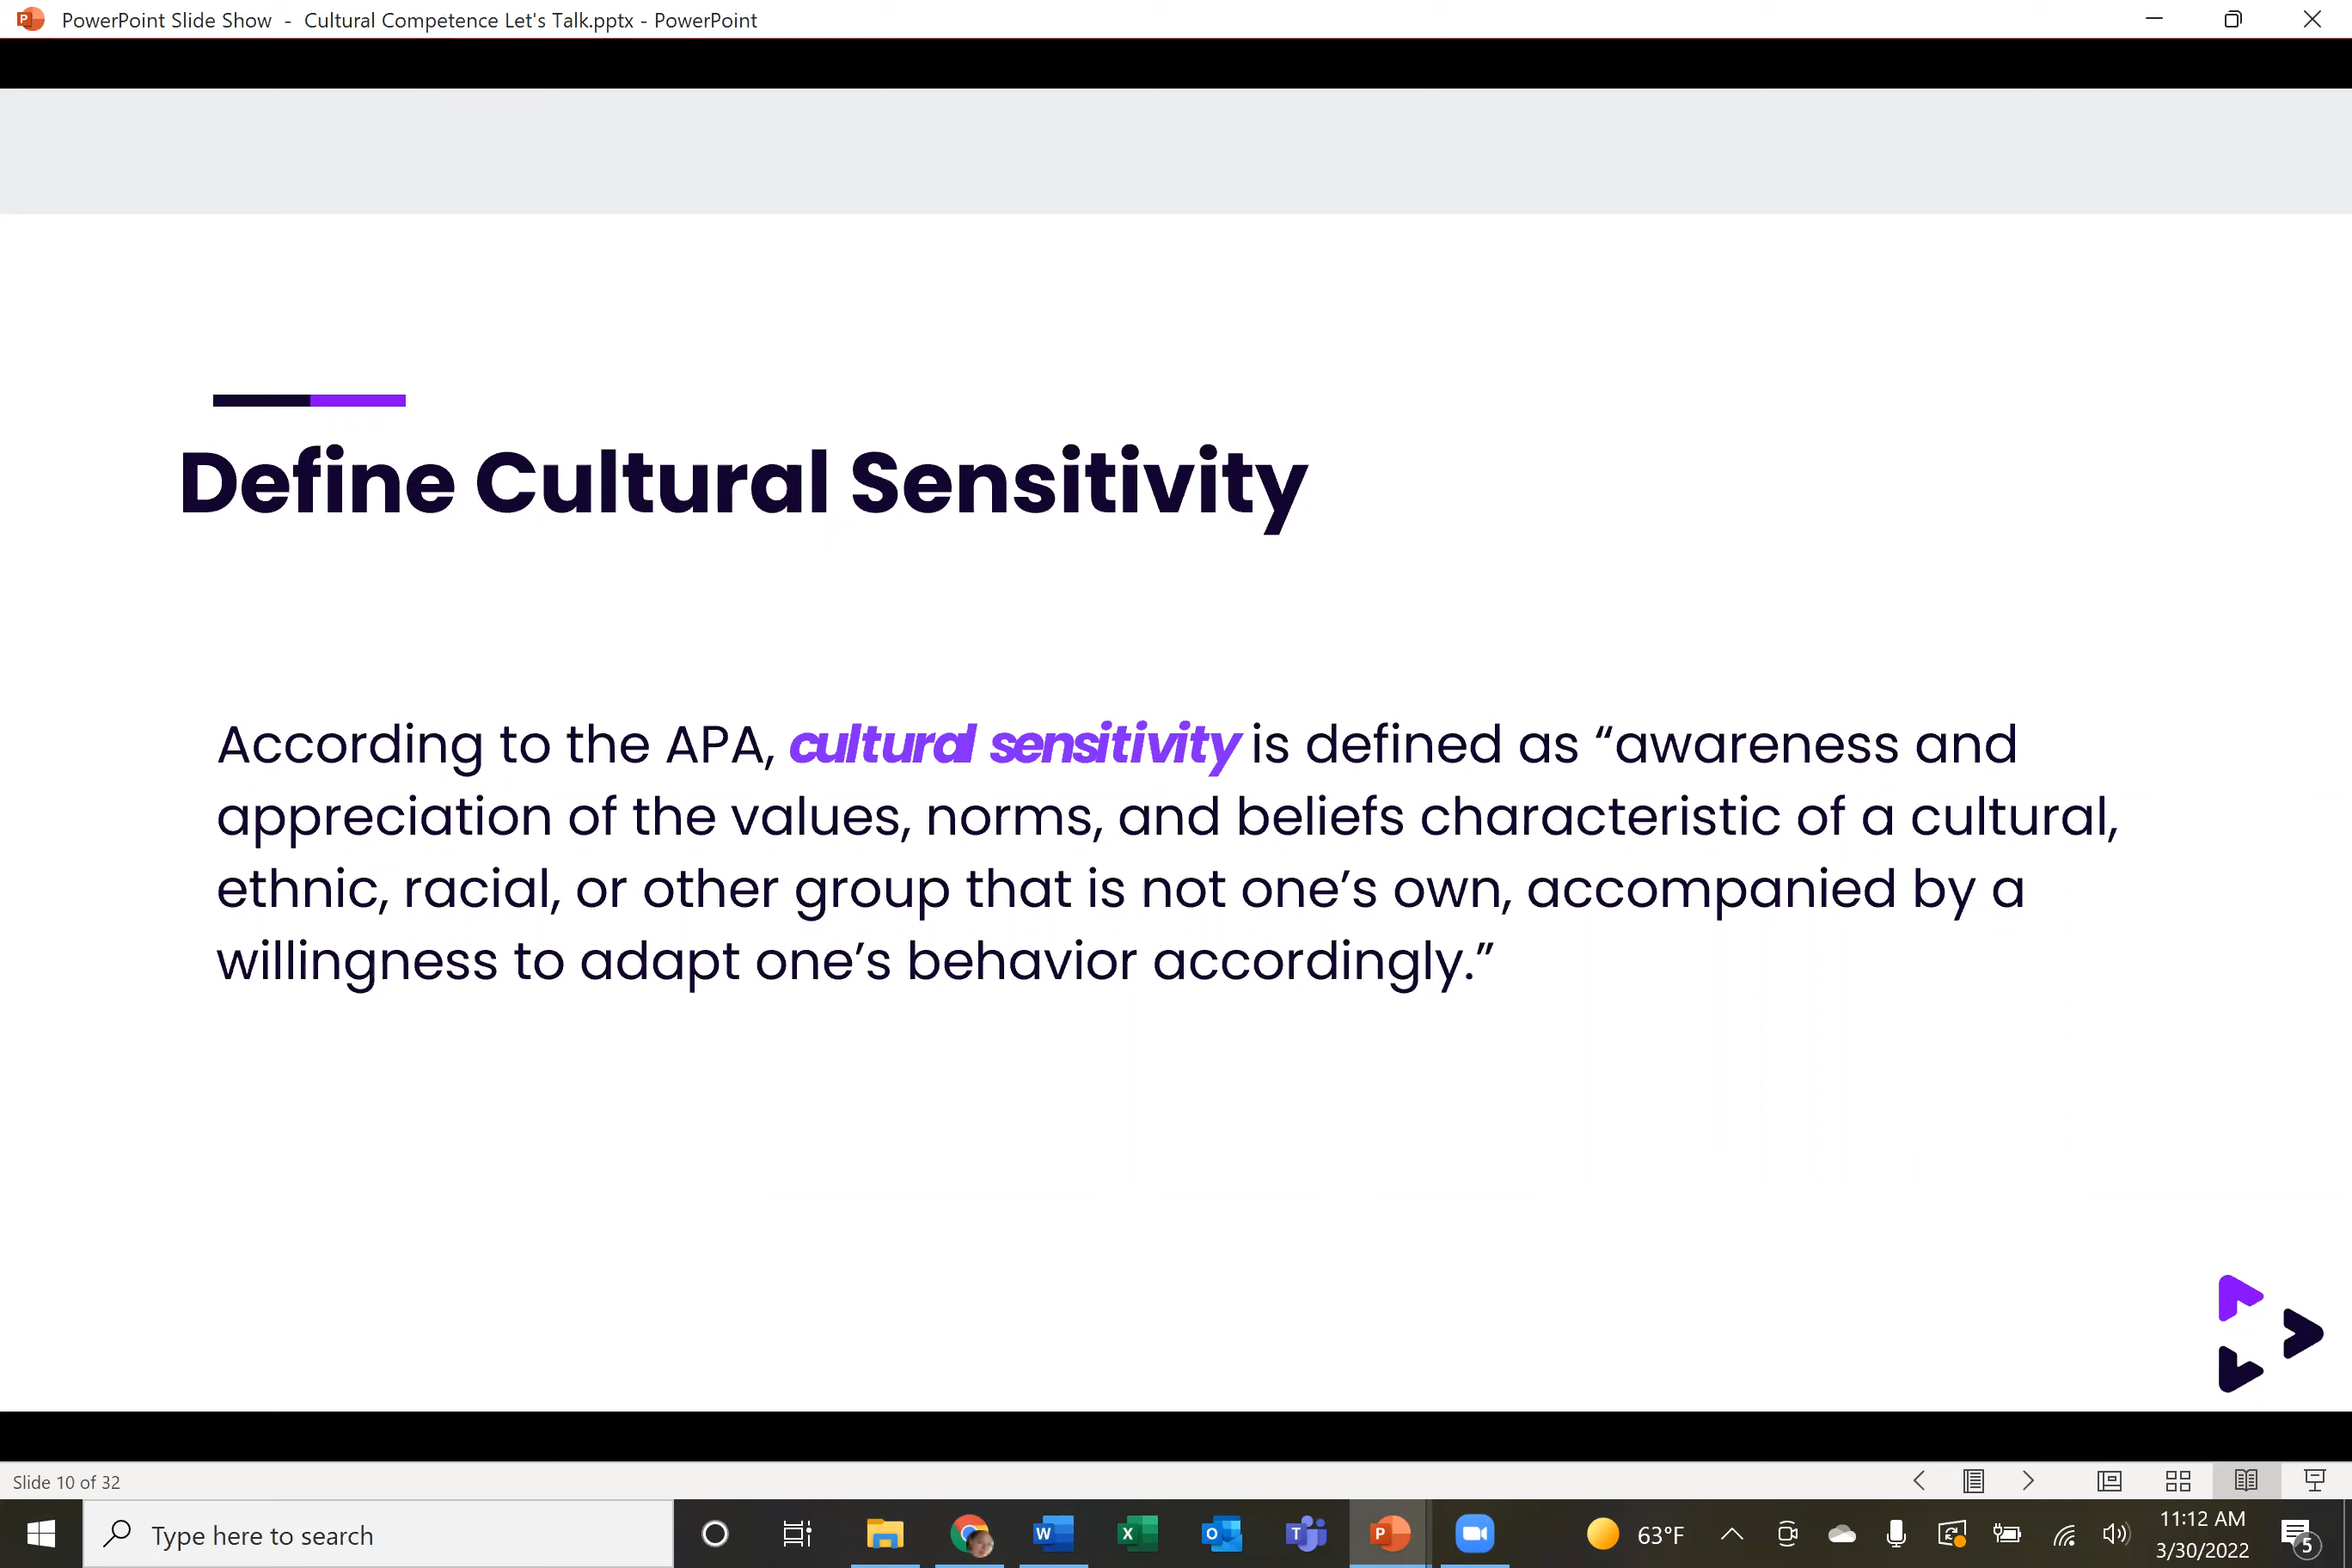 PowerPoint Slide Show - Cultural Competence Let's Talk.pptx - PowerPoint
Define Cultural Sensitivity
According to the APA, cultural sensitivity is defined as “awareness and
appreciation of the values, norms, and beliefs characteristic of a cultural,
ethnic, racial, or other group that is not one’s own, accompanied by a
willingness to adapt one’s behavior accordingly.”
Slide 10 of 32
Type here to search
63°F
11:12 AM
3/30/2022
5